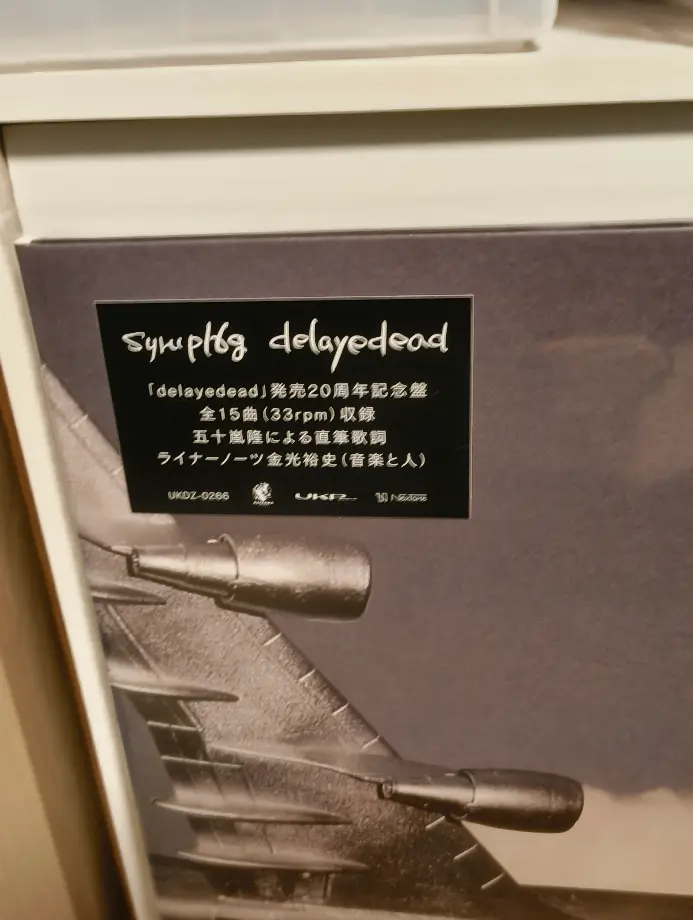 syrup16g delayedead
「delayedead」発売20周年記念盤
全15曲(33rpm)収録
五十嵐隆による直筆歌詞
ライナーノーツ金光裕史(音楽と人)
UKDZ-0266 UKP Nextone